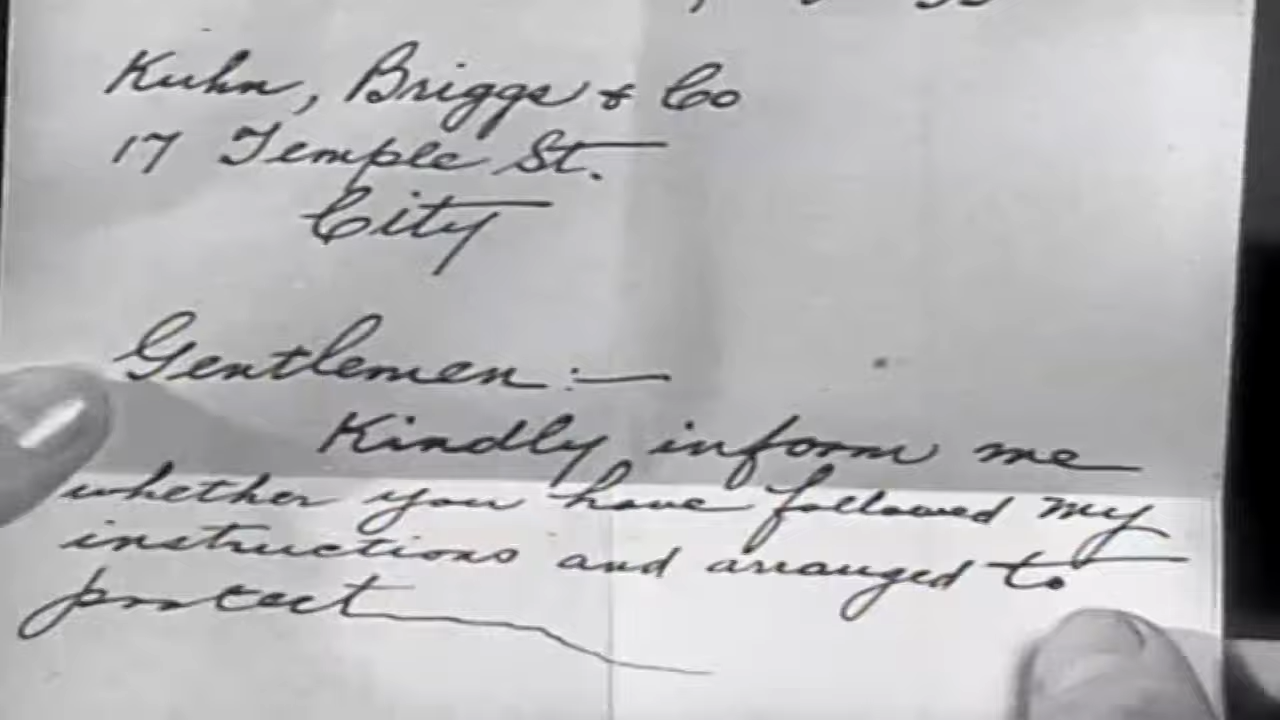 Kuhn, Briggs & Co
17 Temple St.
City
Gentlemen:—
Kindly inform me
whether you have followed my
instructions and arranged to
protect